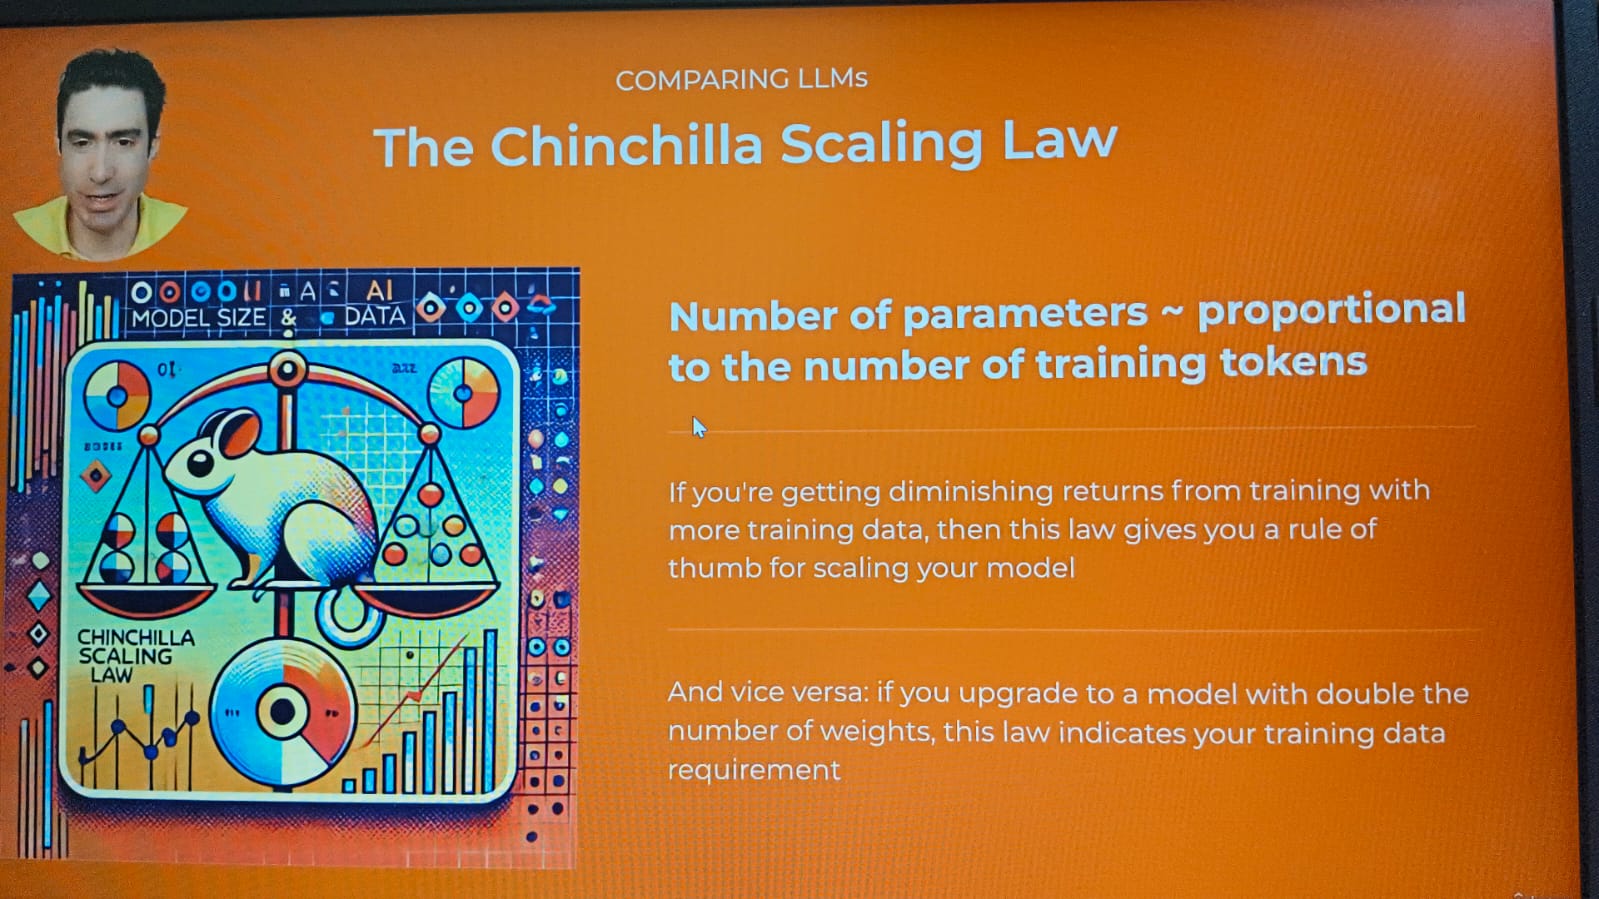 COMPARING LLMs
The Chinchilla Scaling Law
MODEL SIZE & DATA
AI
CHINCHILLA
SCALING
LAW
Number of parameters ~ proportional
to the number of training tokens
If you're getting diminishing returns from training with
more training data, then this law gives you a rule of
thumb for scaling your model
And vice versa: if you upgrade to a model with double the
number of weights, this law indicates your training data
requirement